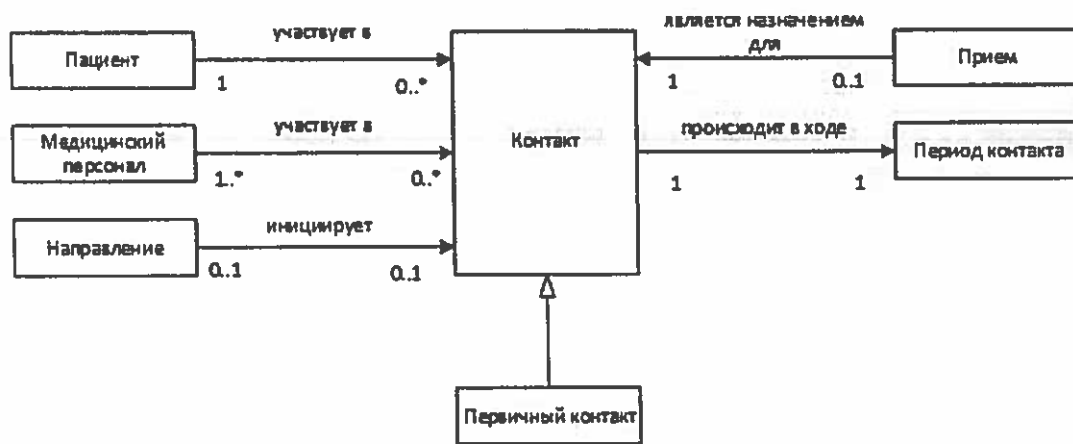 участвует в
Пациент
1
0..*
является назначением
для
Прием
1
0..1
участвует в
Медицинский
персонал
1..*
0..*
Контакт
происходит в ходе
Период контакта
1
1
инициирует
Направление
0..1
0..1
Первичный контакт